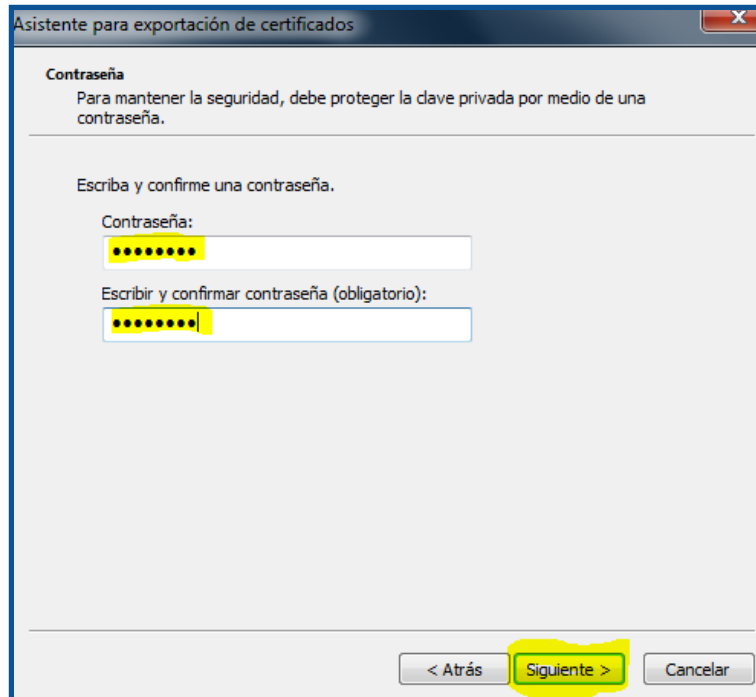 Asistente para exportación de certificados
X
Contraseña
Para mantener la seguridad, debe proteger la clave privada por medio de una
contraseña.
Escriba y confirme una contraseña.
Contraseña:
••••••••
Escribir y confirmar contraseña (obligatorio):
••••••••
< Atrás Siguiente > Cancelar